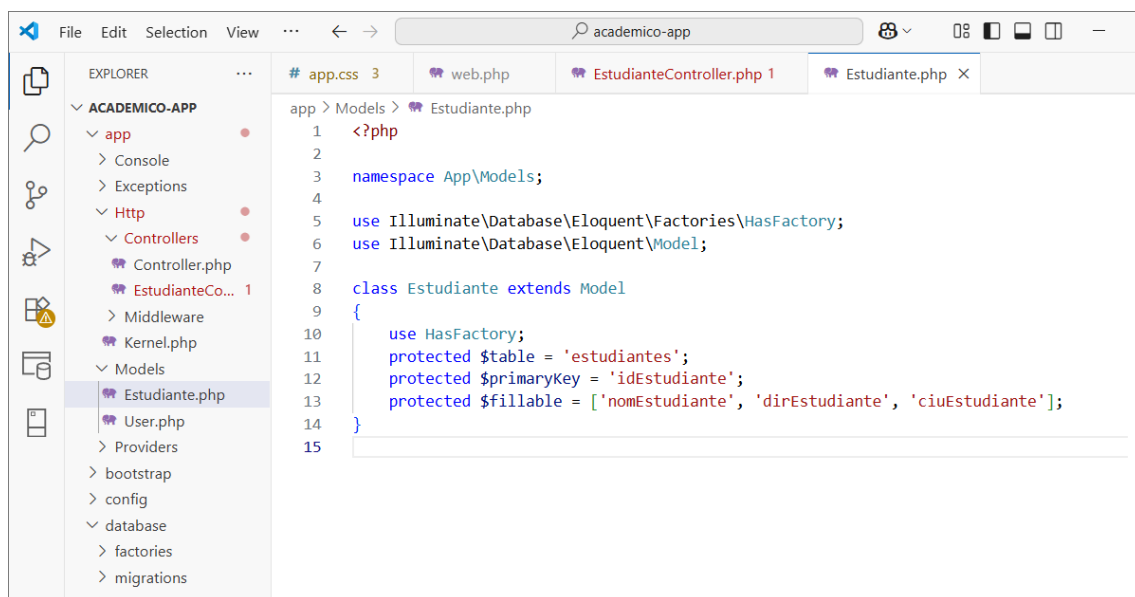 File Edit Selection View ··· academico-app
EXPLORER ···
ACADEMICO-APP
app
Console
Exceptions
Http
Controllers
Controller.php
EstudianteCo... 1
Middleware
Kernel.php
Models
Estudiante.php
User.php
Providers
bootstrap
config
database
factories
migrations
# app.css 3 web.php EstudianteController.php 1 Estudiante.php
app > Models > Estudiante.php
1 <?php
2
3 namespace App\Models;
4
5 use Illuminate\Database\Eloquent\Factories\HasFactory;
6 use Illuminate\Database\Eloquent\Model;
7
8 class Estudiante extends Model
9 {
10 use HasFactory;
11 protected $table = 'estudiantes';
12 protected $primaryKey = 'idEstudiante';
13 protected $fillable = ['nomEstudiante', 'dirEstudiante', 'ciuEstudiante'];
14 }
15